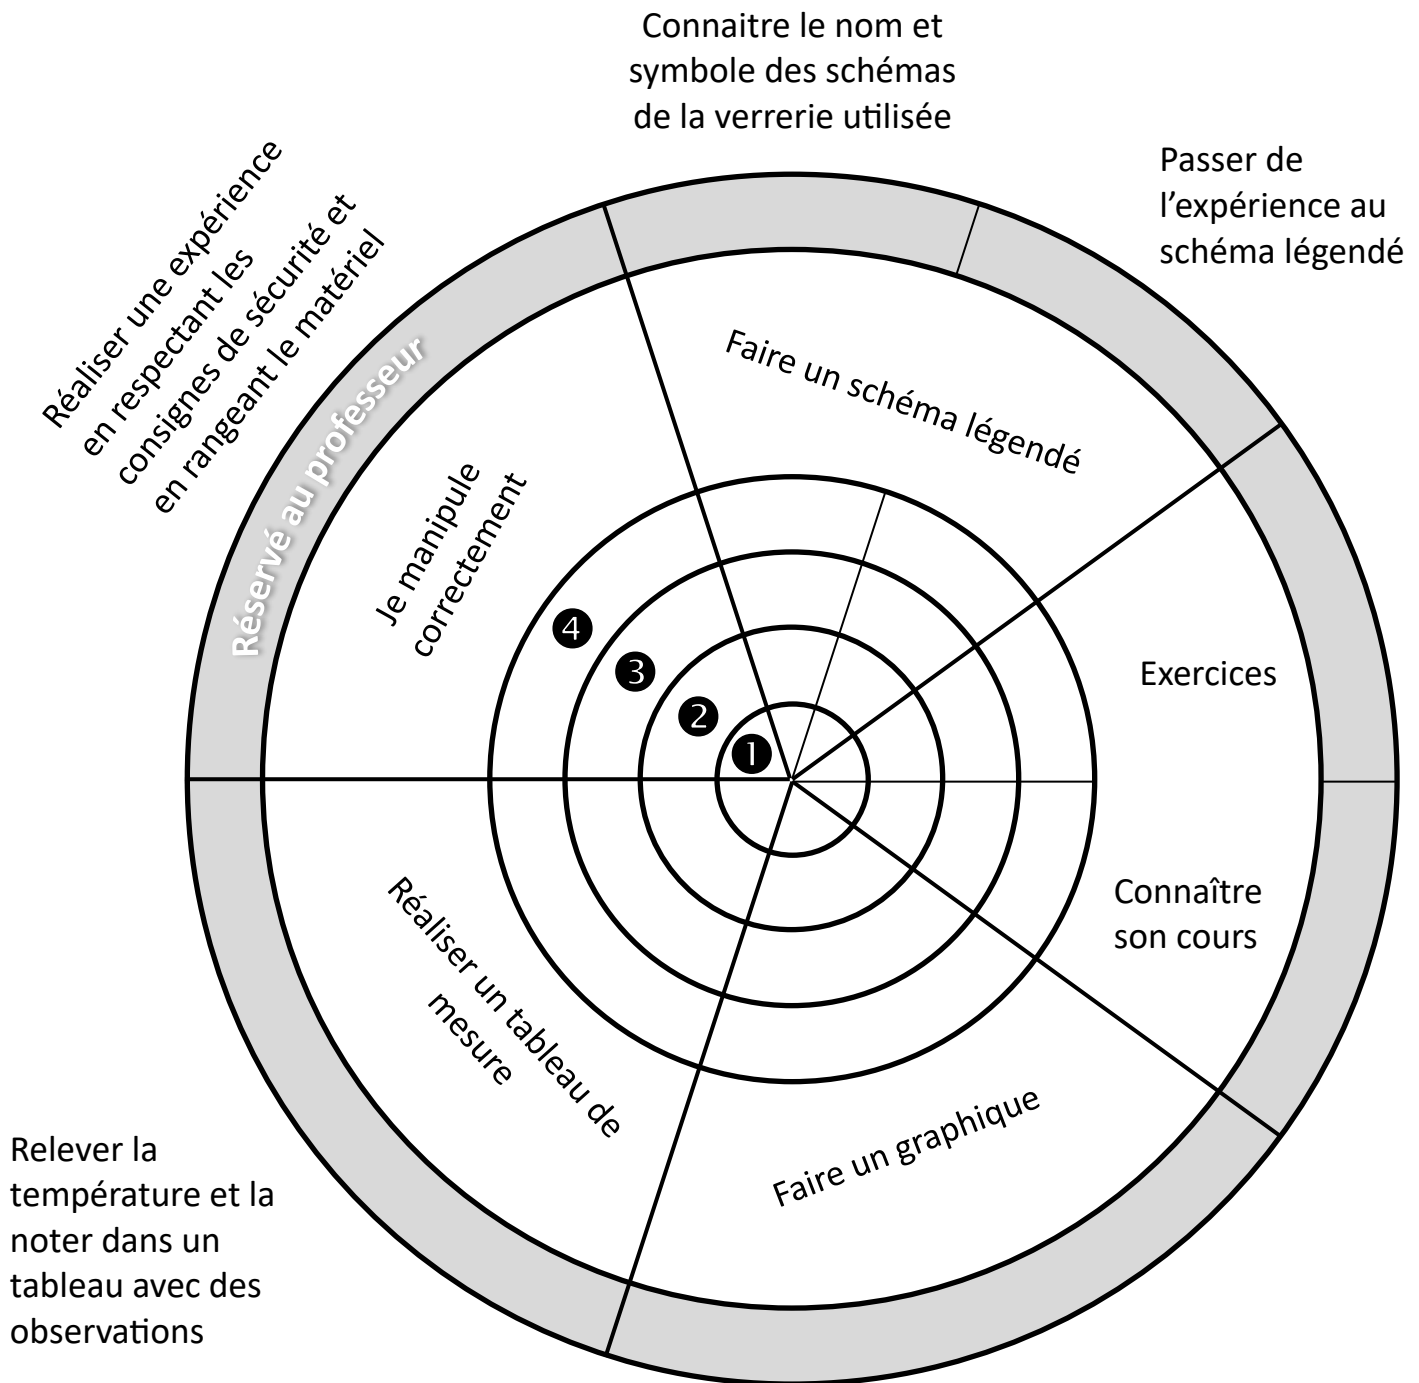 Connaitre le nom et
symbole des schémas
de la verrerie utilisée
Passer de
l’expérience au
schéma légendé
Réaliser une expérience
en respectant les
consignes de sécurité et
en rangeant le matériel
Réservé au professeur
Faire un schéma légendé
Je manipule
correctement
4
3
2
1
Exercices
Connaître
son cours
Réaliser un tableau de
mesure
Faire un graphique
Relever la
température et la
noter dans un
tableau avec des
observations